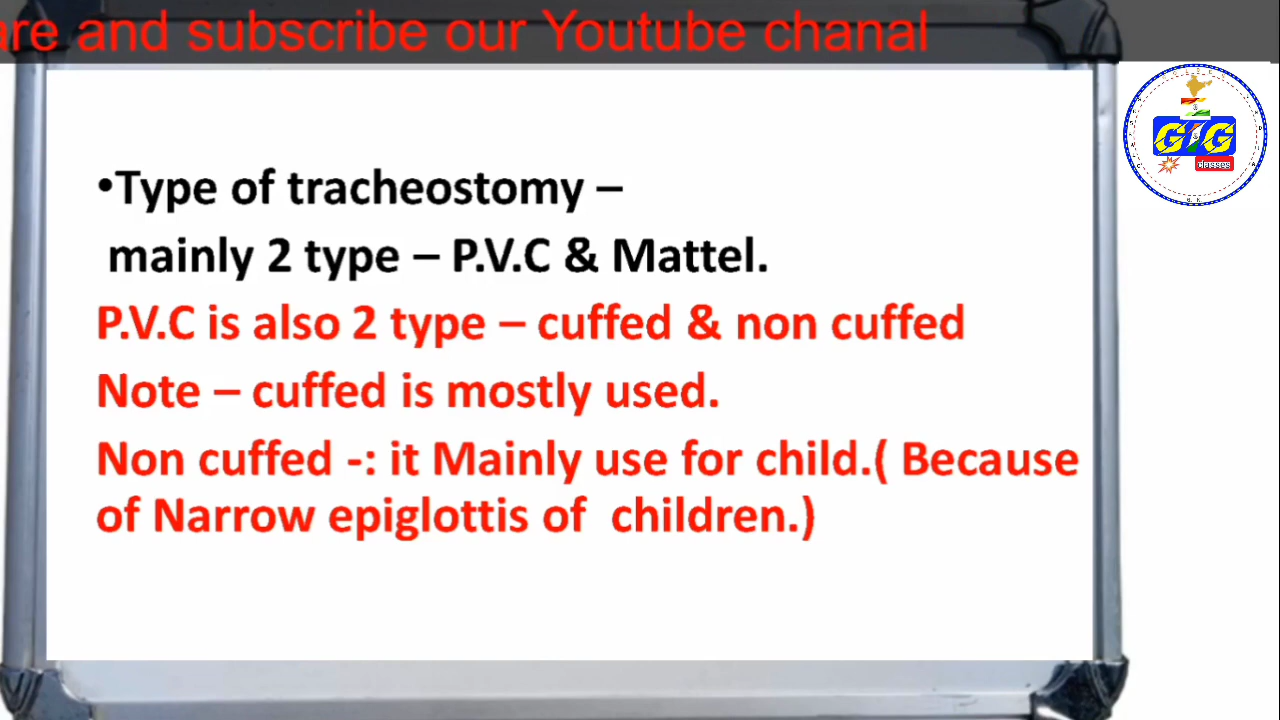 are and subscribe our Youtube chanal
GIG
classes
•Type of tracheostomy –
mainly 2 type – P.V.C & Mattel.
P.V.C is also 2 type – cuffed & non cuffed
Note – cuffed is mostly used.
Non cuffed -: it Mainly use for child.( Because
of Narrow epiglottis of children.)